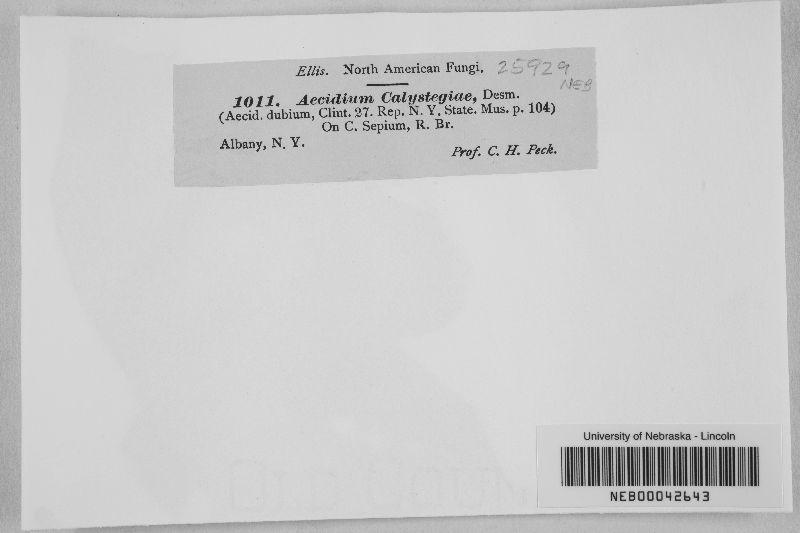 Ellis. North American Fungi. 25929
NEB
1011. Aecidium Calystegiae, Desm.
(Aecid. dubium, Clint. 27. Rep. N. Y. State. Mus. p. 104)
On C. Sepium, R. Br.
Albany, N. Y.
Prof. C. H. Peck.
University of Nebraska - Lincoln
NEB00042643